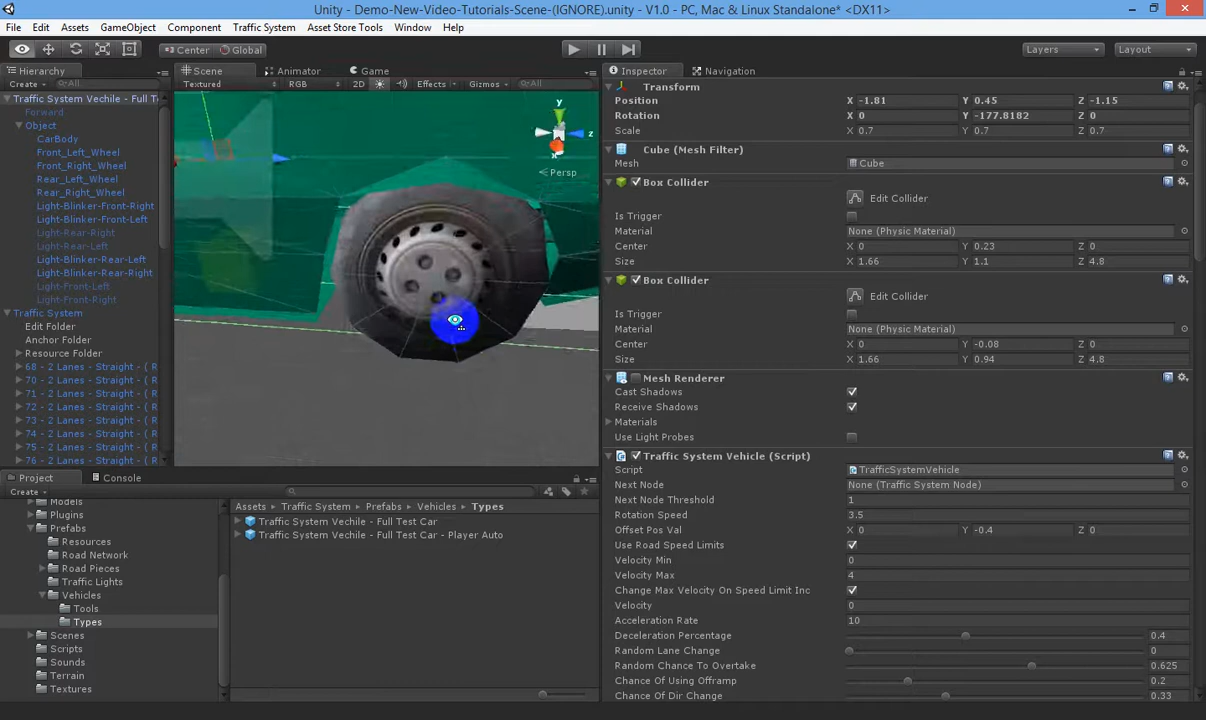 Unity - Demo-New-Video-Tutorials-Scene-(IGNORE).unity - V1.0 - PC, Mac & Linux Standalone* <DX11>
File Edit Assets GameObject Component Traffic System Asset Store Tools Window Help
Center Global Layers Layout
Hierarchy
Create All
Traffic System Vechile - Full T
Forward
Object
CarBody
Front_Left_Wheel
Front_Right_Wheel
Rear_Left_Wheel
Rear_Right_Wheel
Light-Blinker-Front-Right
Light-Blinker-Front-Left
Light-Rear-Right
Light-Rear-Left
Light-Blinker-Rear-Left
Light-Blinker-Rear-Right
Light-Front-Left
Light-Front-Right
Traffic System
Edit Folder
Anchor Folder
Resource Folder
68 - 2 Lanes - Straight - ( R
70 - 2 Lanes - Straight - ( R
71 - 2 Lanes - Straight - ( R
72 - 2 Lanes - Straight - ( R
73 - 2 Lanes - Straight - ( R
74 - 2 Lanes - Straight - ( R
75 - 2 Lanes - Straight - ( R
76 - 2 Lanes - Straight - ( R
Scene Animator Game
Textured RGB 2D Effects Gizmos All
y
z
x
Persp
Project Console
Create
Models
Plugins
Prefabs
Resources
Road Network
Road Pieces
Traffic Lights
Vehicles
Tools
Types
Scenes
Scripts
Sounds
Terrain
Textures
Assets Traffic System Prefabs Vehicles Types
Traffic System Vechile - Full Test Car
Traffic System Vechile - Full Test Car - Player Auto
Inspector Navigation
Transform
Position X -1.81 Y 0.45 Z -1.15
Rotation X 0 Y -177.8182 Z 0
Scale X 0.7 Y 0.7 Z 0.7
Cube (Mesh Filter)
Mesh Cube
Box Collider
Edit Collider
Is Trigger
Material None (Physic Material)
Center X 0 Y 0.23 Z 0
Size X 1.66 Y 1.1 Z 4.8
Box Collider
Edit Collider
Is Trigger
Material None (Physic Material)
Center X 0 Y -0.08 Z 0
Size X 1.66 Y 0.94 Z 4.8
Mesh Renderer
Cast Shadows
Receive Shadows
Materials
Use Light Probes
Traffic System Vehicle (Script)
Script TrafficSystemVehicle
Next Node None (Traffic System Node)
Next Node Threshold 1
Rotation Speed 3.5
Offset Pos Val X 0 Y -0.4 Z 0
Use Road Speed Limits
Velocity Min 0
Velocity Max 4
Change Max Velocity On Speed Limit Inc
Velocity 0
Acceleration Rate 10
Deceleration Percentage 0.4
Random Lane Change 0
Random Chance To Overtake 0.625
Chance Of Using Offramp 0.2
Chance Of Dir Change 0.33